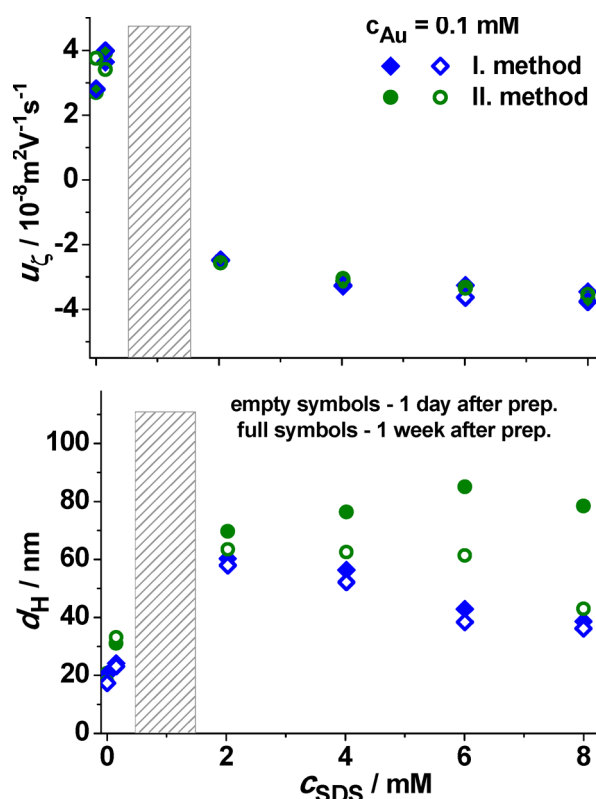 c_Au = 0.1 mM
I. method
II. method
4
2
0
-2
-4
u_ζ / 10⁻⁸m²V⁻¹s⁻¹
empty symbols - 1 day after prep.
full symbols - 1 week after prep.
100
80
60
40
20
0
d_H / nm
0 2 4 6 8
c_SDS / mM